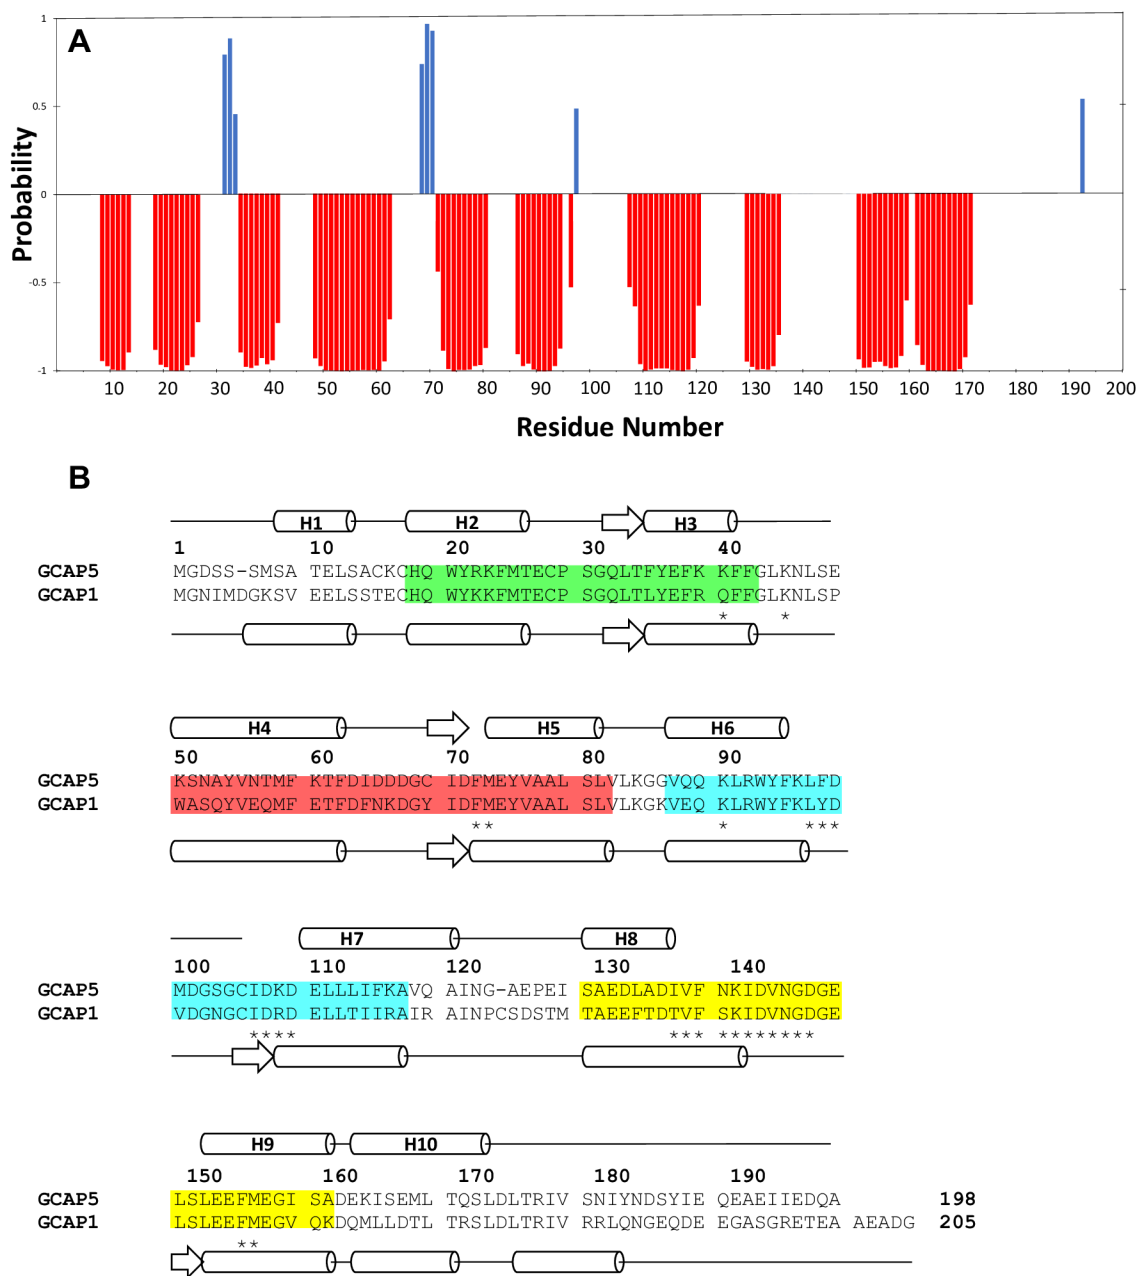 A
1
0.5
0
-0.5
-1
Probability
10 20 30 40 50 60 70 80 90 100 110 120 130 140 150 160 170 180 190 200
Residue Number
B
H1 H2 H3
1 10 20 30 40
GCAP5 MGDSS-SMSA TELSACKCHQ WYRKFMTECP SGQLTFYEFK KFFGLKNLSE
GCAP1 MGNIMDGKSV EELSSTECHQ WYKKFMTECP SGQLTLYEFR QFFGLKNLSP
* *
H4 H5 H6
50 60 70 80 90
GCAP5 KSNAYVNTMF KTFDIDDDGC IDFMEYVAAL SLVLKGGVQQ KLRWYFKLFD
GCAP1 WASQYVEQMF ETFDFNKDGY IDFMEYVAAL SLVLKGKVEQ KLRWYFKLYD
** * ***
H7 H8
100 110 120 130 140
GCAP5 MDGSGCIDKD ELLLIFKAVQ AING-AEPEI SAEDLADIVF NKIDVNGDGE
GCAP1 VDGNGCIDRD ELLTIIRAIR AINPCSDSTM TAEEFTDTVF SKIDVNGDGE
**** *** *******
H9 H10
150 160 170 180 190
GCAP5 LSLEEFMEGI SADEKISEML TQSLDLTRIV SNIYNDSYIE QEAEIIEDQA 198
GCAP1 LSLEEFMEGV QKDQMLLDTL TRSLDLTRIV RRLQNGEQDE EGASGRETEA AEADG 205
**